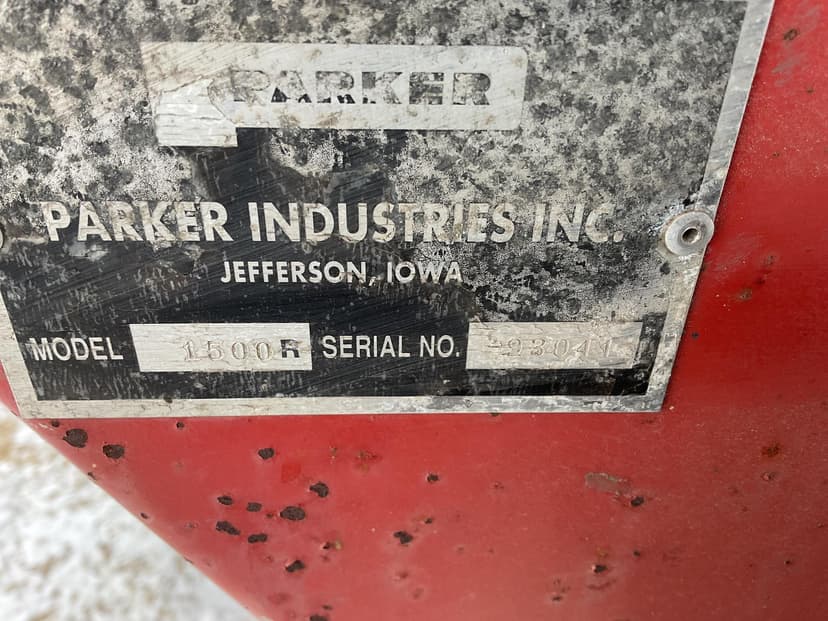 PARKER
PARKER INDUSTRIES INC.
JEFFERSON, IOWA
MODEL 1500R SERIAL NO.